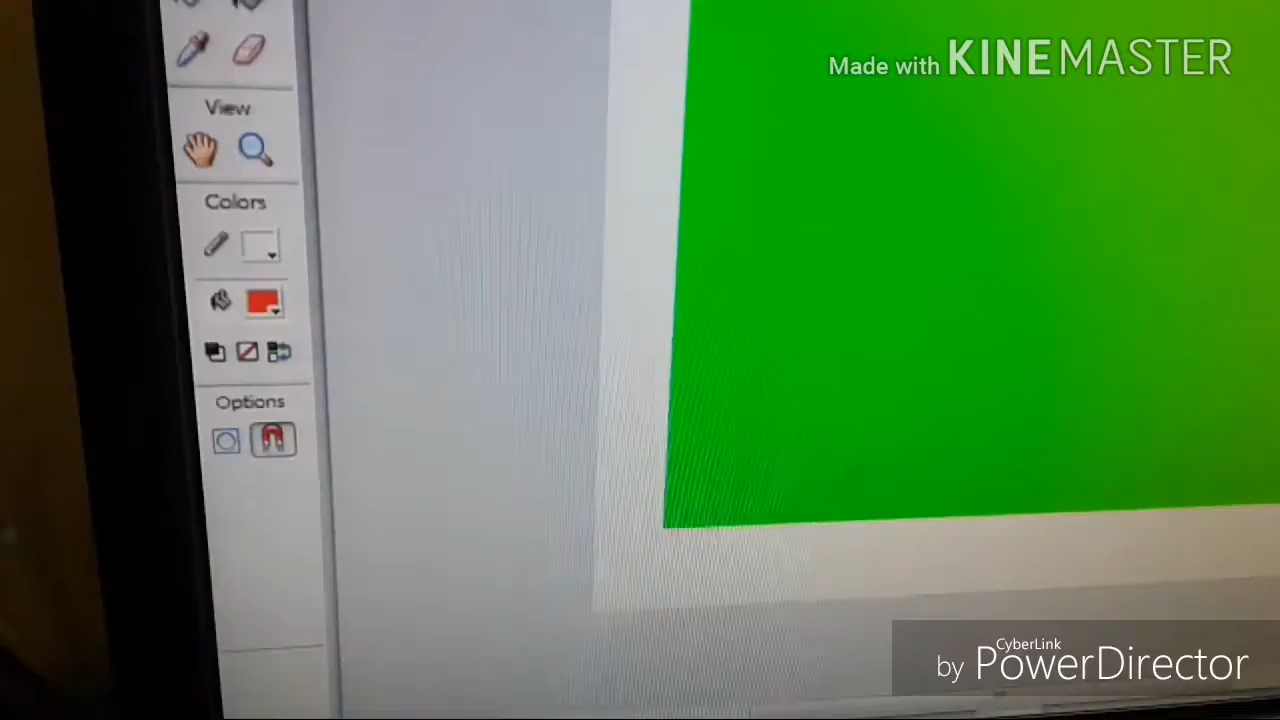 Made with KINEMASTER
View
Colors
Options
CyberLink
by PowerDirector